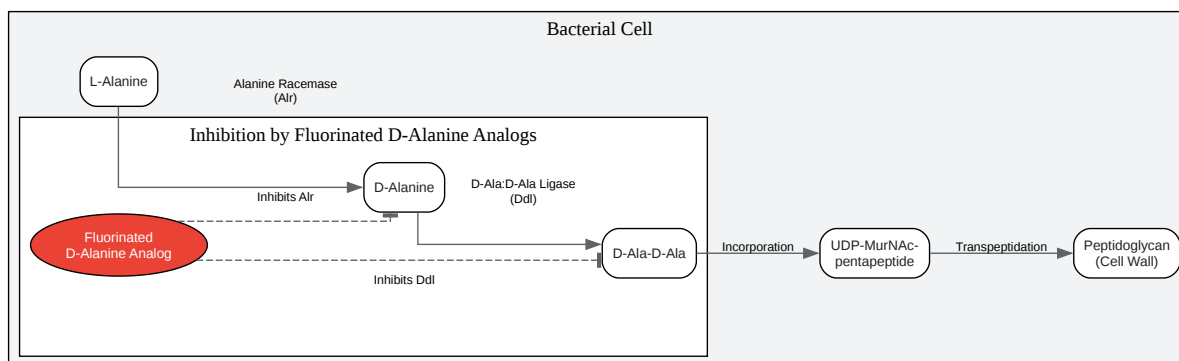 Bacterial Cell
L-Alanine
Alanine Racemase
(Alr)
Inhibition by Fluorinated D-Alanine Analogs
D-Alanine
D-Ala:D-Ala Ligase
(Ddl)
Inhibits Alr
Fluorinated
D-Alanine Analog
D-Ala-D-Ala
Incorporation
UDP-MurNAc-
pentapeptide
Transpeptidation
Peptidoglycan
(Cell Wall)
Inhibits Ddl